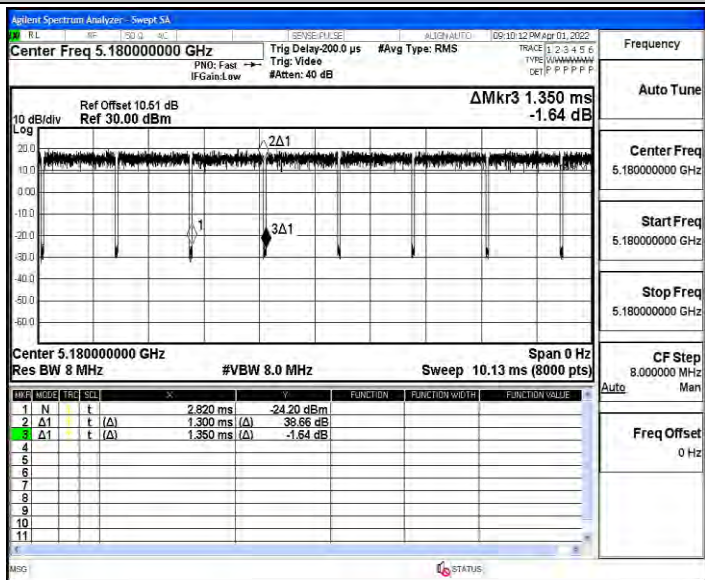 Agilent Spectrum Analyzer - Swept SA
RL RF 50 Ω AC SENSE:PULSE ALIGN AUTO 09:10:12 PM Apr 01, 2022
Center Freq 5.180000000 GHz
PNO: Fast
IFGain:Low
Trig Delay-200.0 µs
Trig: Video
#Atten: 40 dB
#Avg Type: RMS
TRACE 1 2 3 4 5 6
TYPE
DET P P P P P P
ΔMkr3 1.350 ms
-1.64 dB
Ref Offset 10.51 dB
10 dB/div Ref 30.00 dBm
Log
20.0
10.0
0.00
-10.0
-20.0
-30.0
-40.0
-50.0
-60.0
2Δ1
1
3Δ1
Center 5.180000000 GHz Span 0 Hz
Res BW 8 MHz #VBW 8.0 MHz Sweep 10.13 ms (8000 pts)
MKR MODE TRC SCL X Y FUNCTION FUNCTION WIDTH FUNCTION VALUE
1 N t 2.820 ms -24.20 dBm
2 Δ1 t (Δ) 1.300 ms (Δ) 38.66 dB
3 Δ1 t (Δ) 1.350 ms (Δ) -1.64 dB
4
5
6
7
8
9
10
11
MSG STATUS
Frequency
Auto Tune
Center Freq
5.180000000 GHz
Start Freq
5.180000000 GHz
Stop Freq
5.180000000 GHz
CF Step
8.000000 MHz
Auto Man
Freq Offset
0 Hz